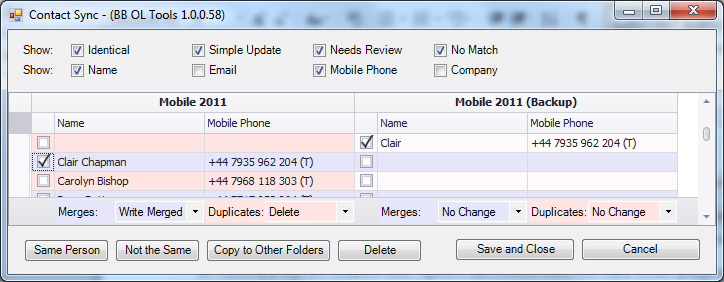 Contact Sync - (BB OL Tools 1.0.0.58)
Show: Identical Simple Update Needs Review No Match
Show: Name Email Mobile Phone Company
Mobile 2011 Mobile 2011 (Backup)
Name Mobile Phone Name Mobile Phone
Clair +44 7935 962 204 (T)
Clair Chapman +44 7935 962 204 (T)
Carolyn Bishop +44 7968 118 303 (T)
Merges: Write Merged Duplicates: Delete Merges: No Change Duplicates: No Change
Same Person Not the Same Copy to Other Folders Delete Save and Close Cancel